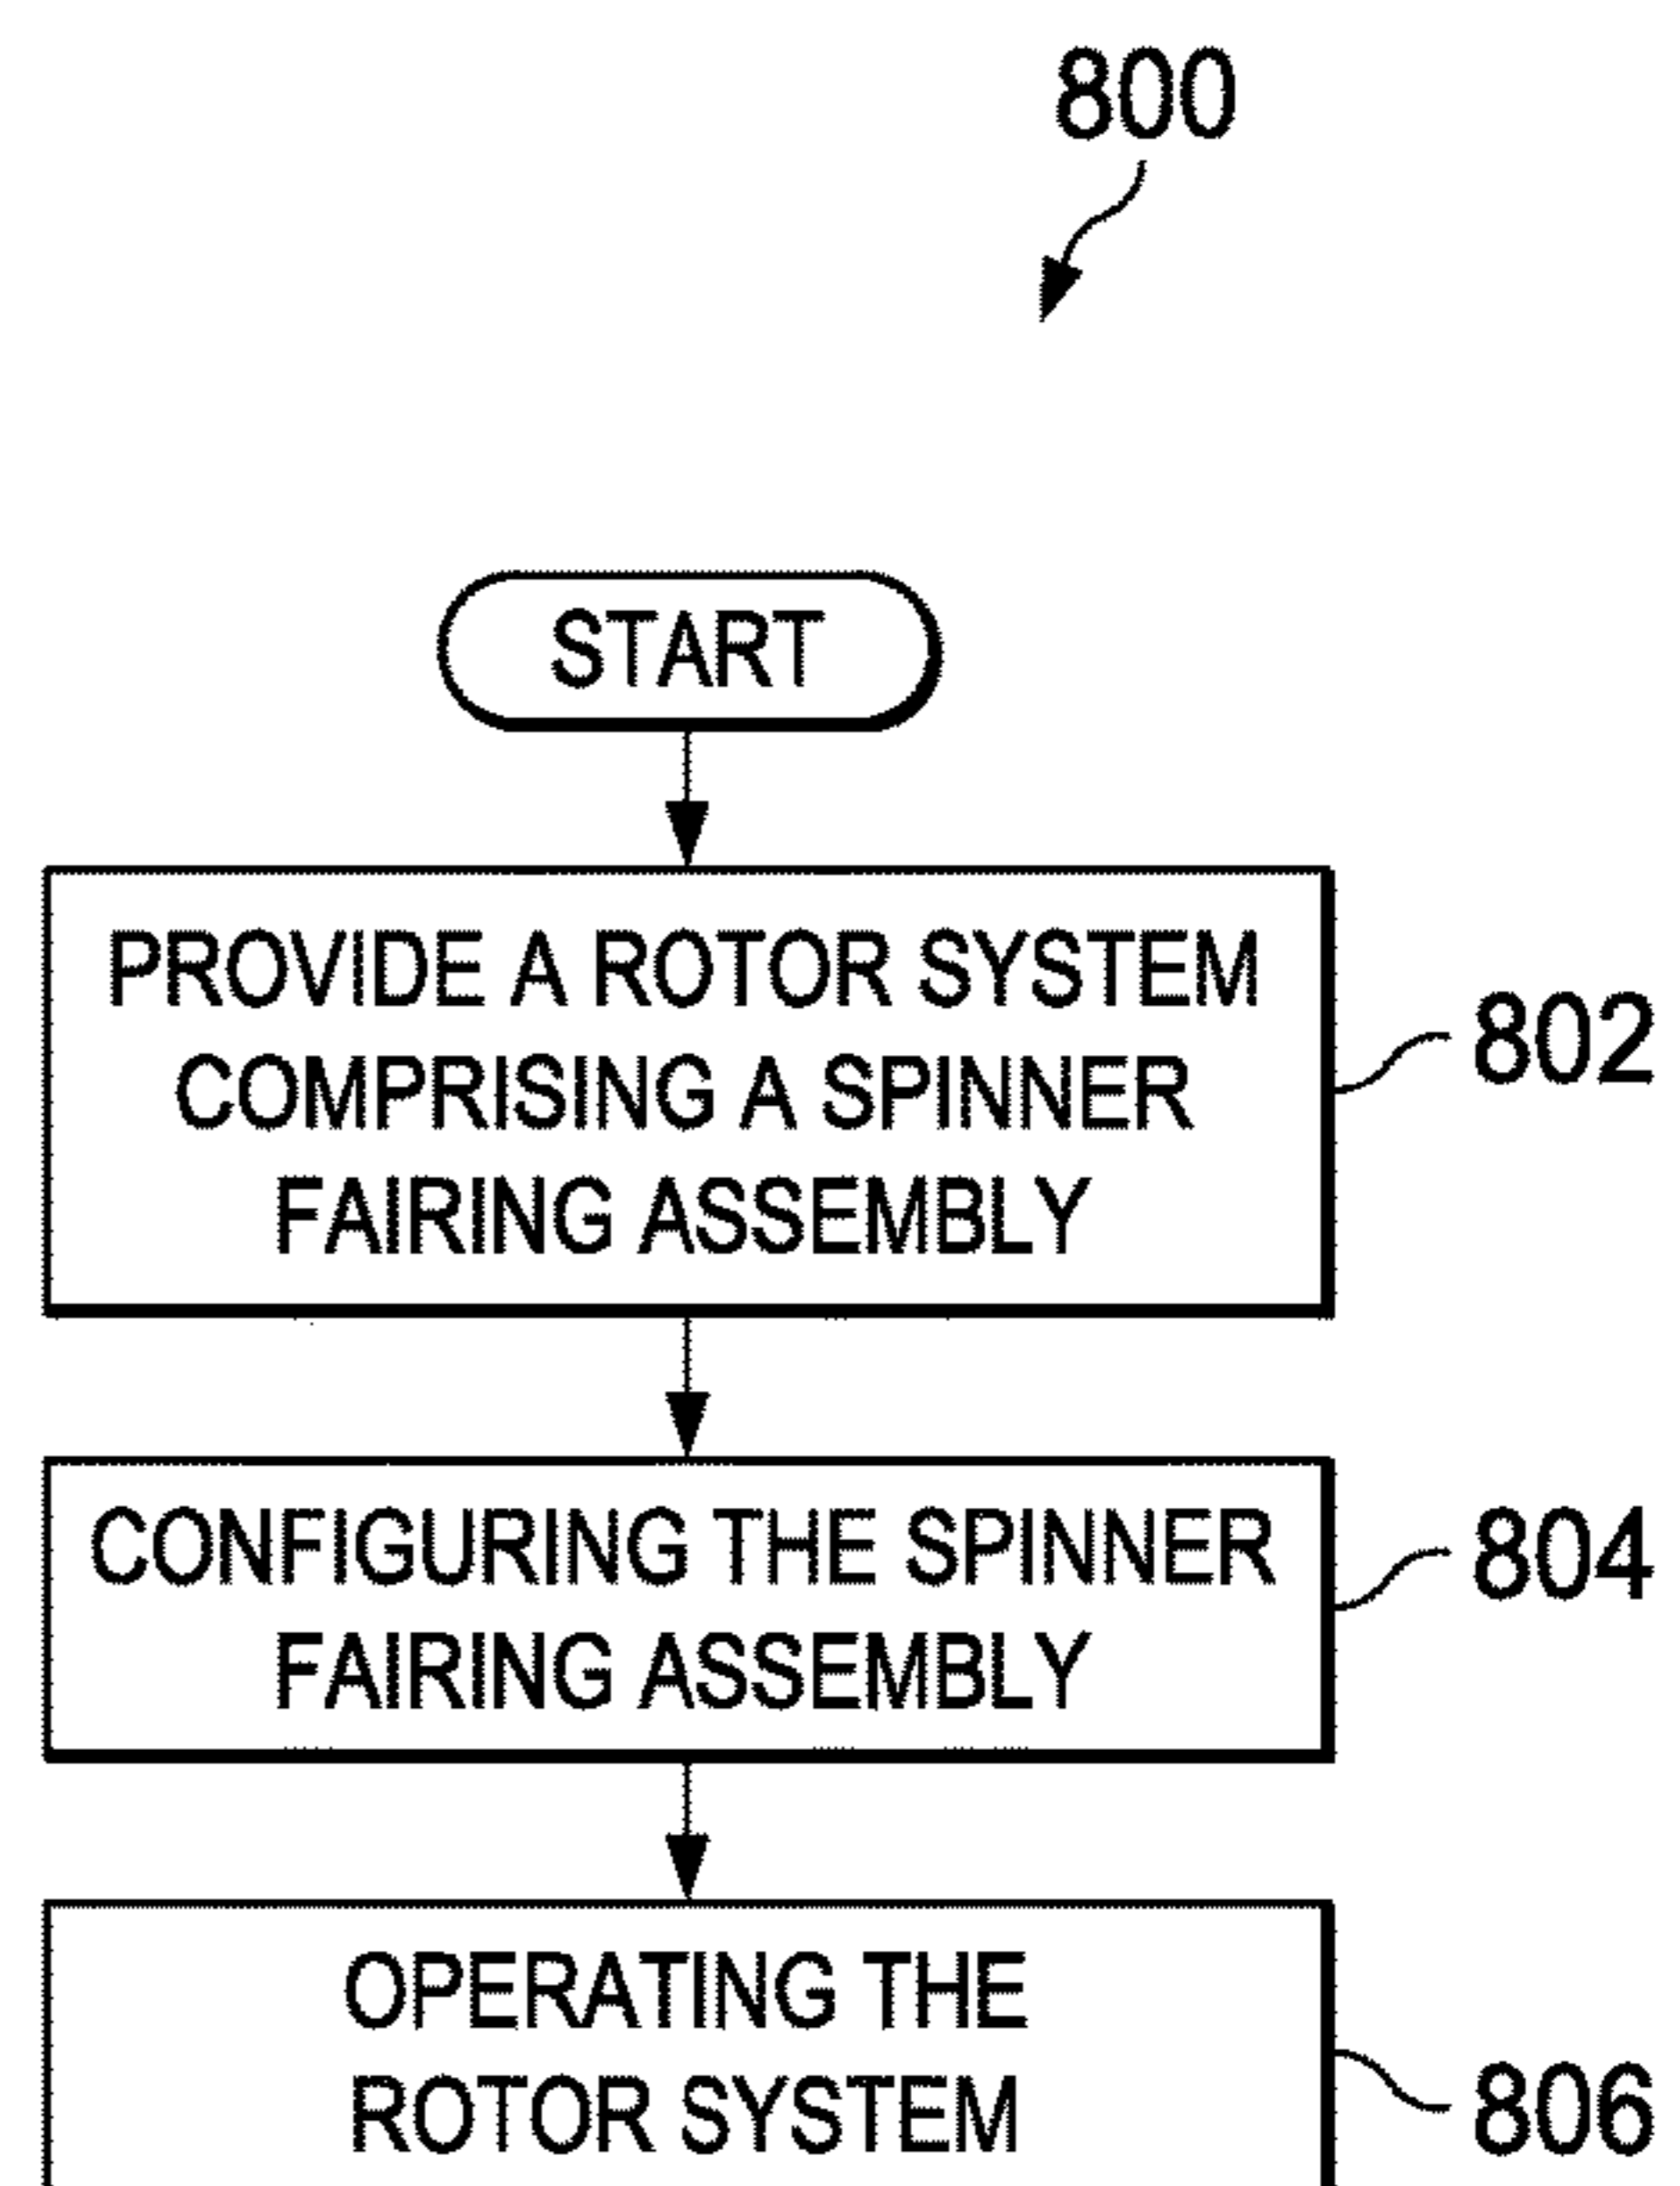 800
START
PROVIDE A ROTOR SYSTEM
COMPRISING A SPINNER
FAIRING ASSEMBLY
802
CONFIGURING THE SPINNER
FAIRING ASSEMBLY
804
OPERATING THE
ROTOR SYSTEM
806